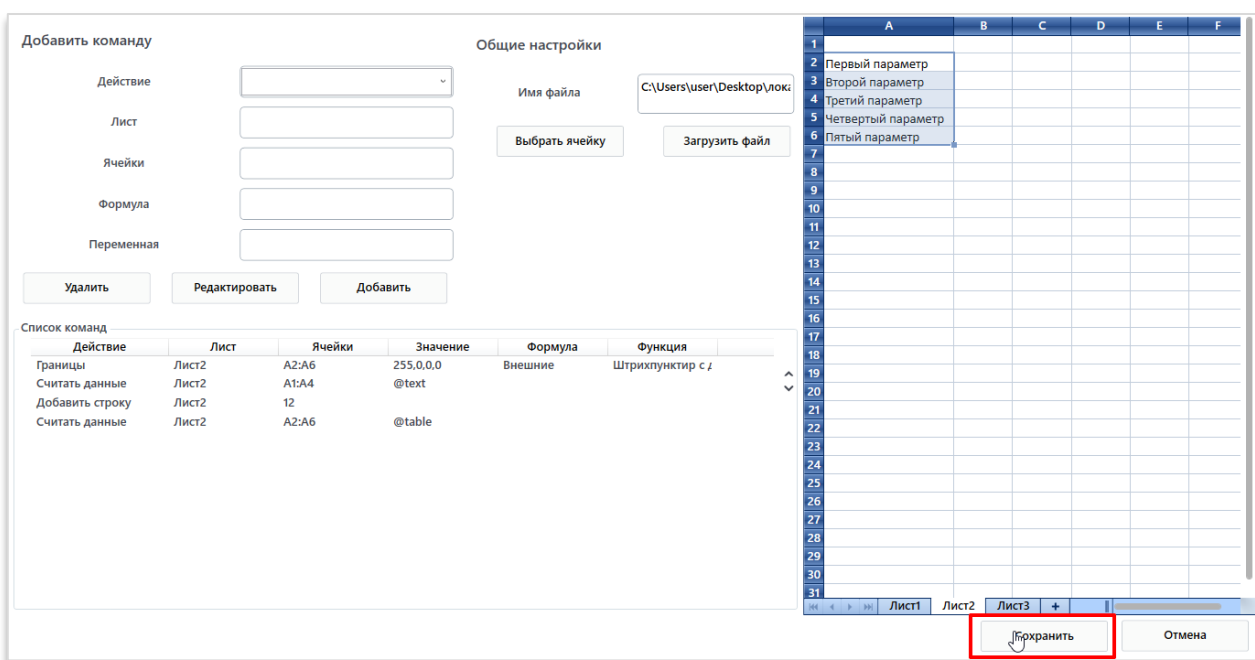 Добавить команду
Общие настройки
Действие
Лист
Ячейки
Формула
Переменная
Имя файла
C:\Users\user\Desktop\лока
Выбрать ячейку
Загрузить файл
Удалить
Редактировать
Добавить
Список команд
Действие Лист Ячейки Значение Формула Функция
Границы Лист2 A2:A6 255,0,0,0 Внешние Штрихпунктир с д
Считать данные Лист2 A1:A4 @text
Добавить строку Лист2 12
Считать данные Лист2 A2:A6 @table
A B C D E F
1
2 Первый параметр
3 Второй параметр
4 Третий параметр
5 Четвертый параметр
6 Пятый параметр
7
8
9
10
11
12
13
14
15
16
17
18
19
20
21
22
23
24
25
26
27
28
29
30
31
Лист1 Лист2 Лист3 +
Сохранить
Отмена